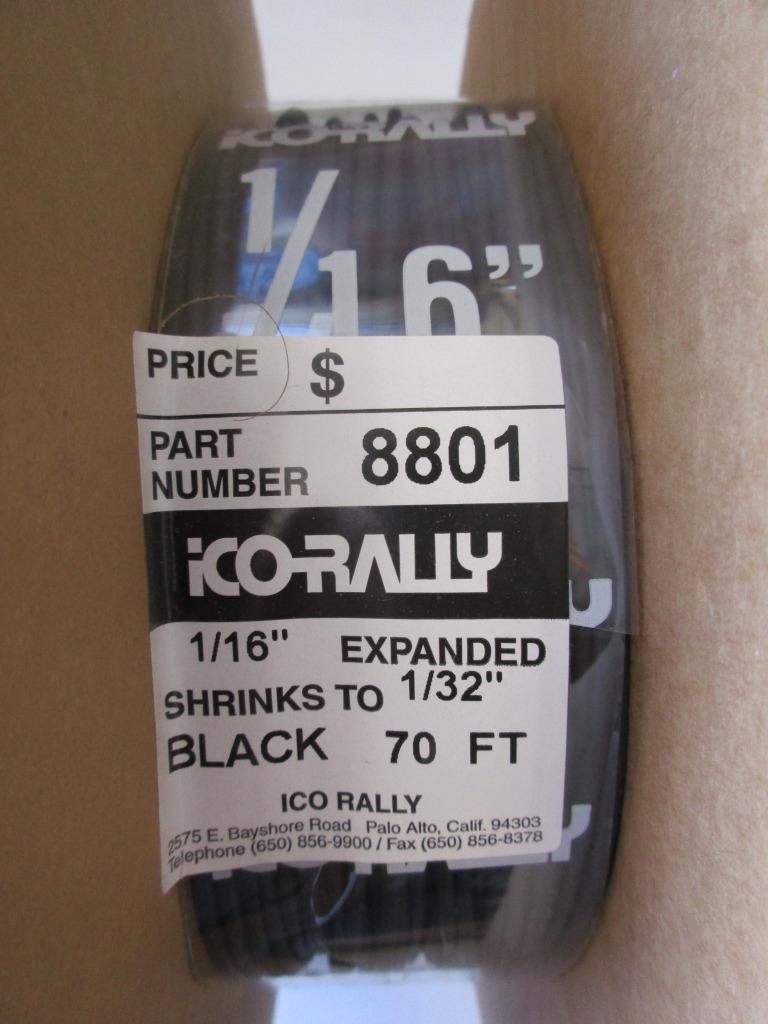 ICO-RALLY
1/16"
PRICE $
PART NUMBER 8801
ICO-RALLY
1/16" EXPANDED
SHRINKS TO 1/32"
BLACK 70 FT
ICO RALLY
2575 E. Bayshore Road Palo Alto, Calif. 94303
Telephone (650) 856-9900 / Fax (650) 856-8378